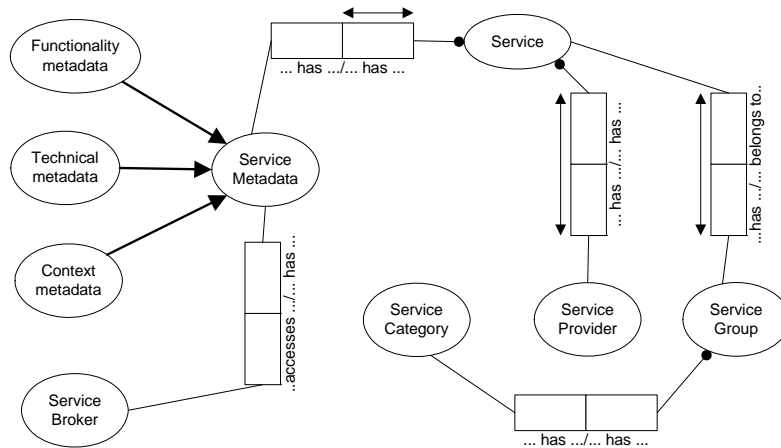 Functionality
metadata
... has .../... has ...
Service
Technical
metadata
Service
Metadata
... has .../... has ...
...has .../... belongs to..
Context
metadata
...accesses .../... has ...
Service
Category
Service
Provider
Service
Group
Service
Broker
... has .../... has ...